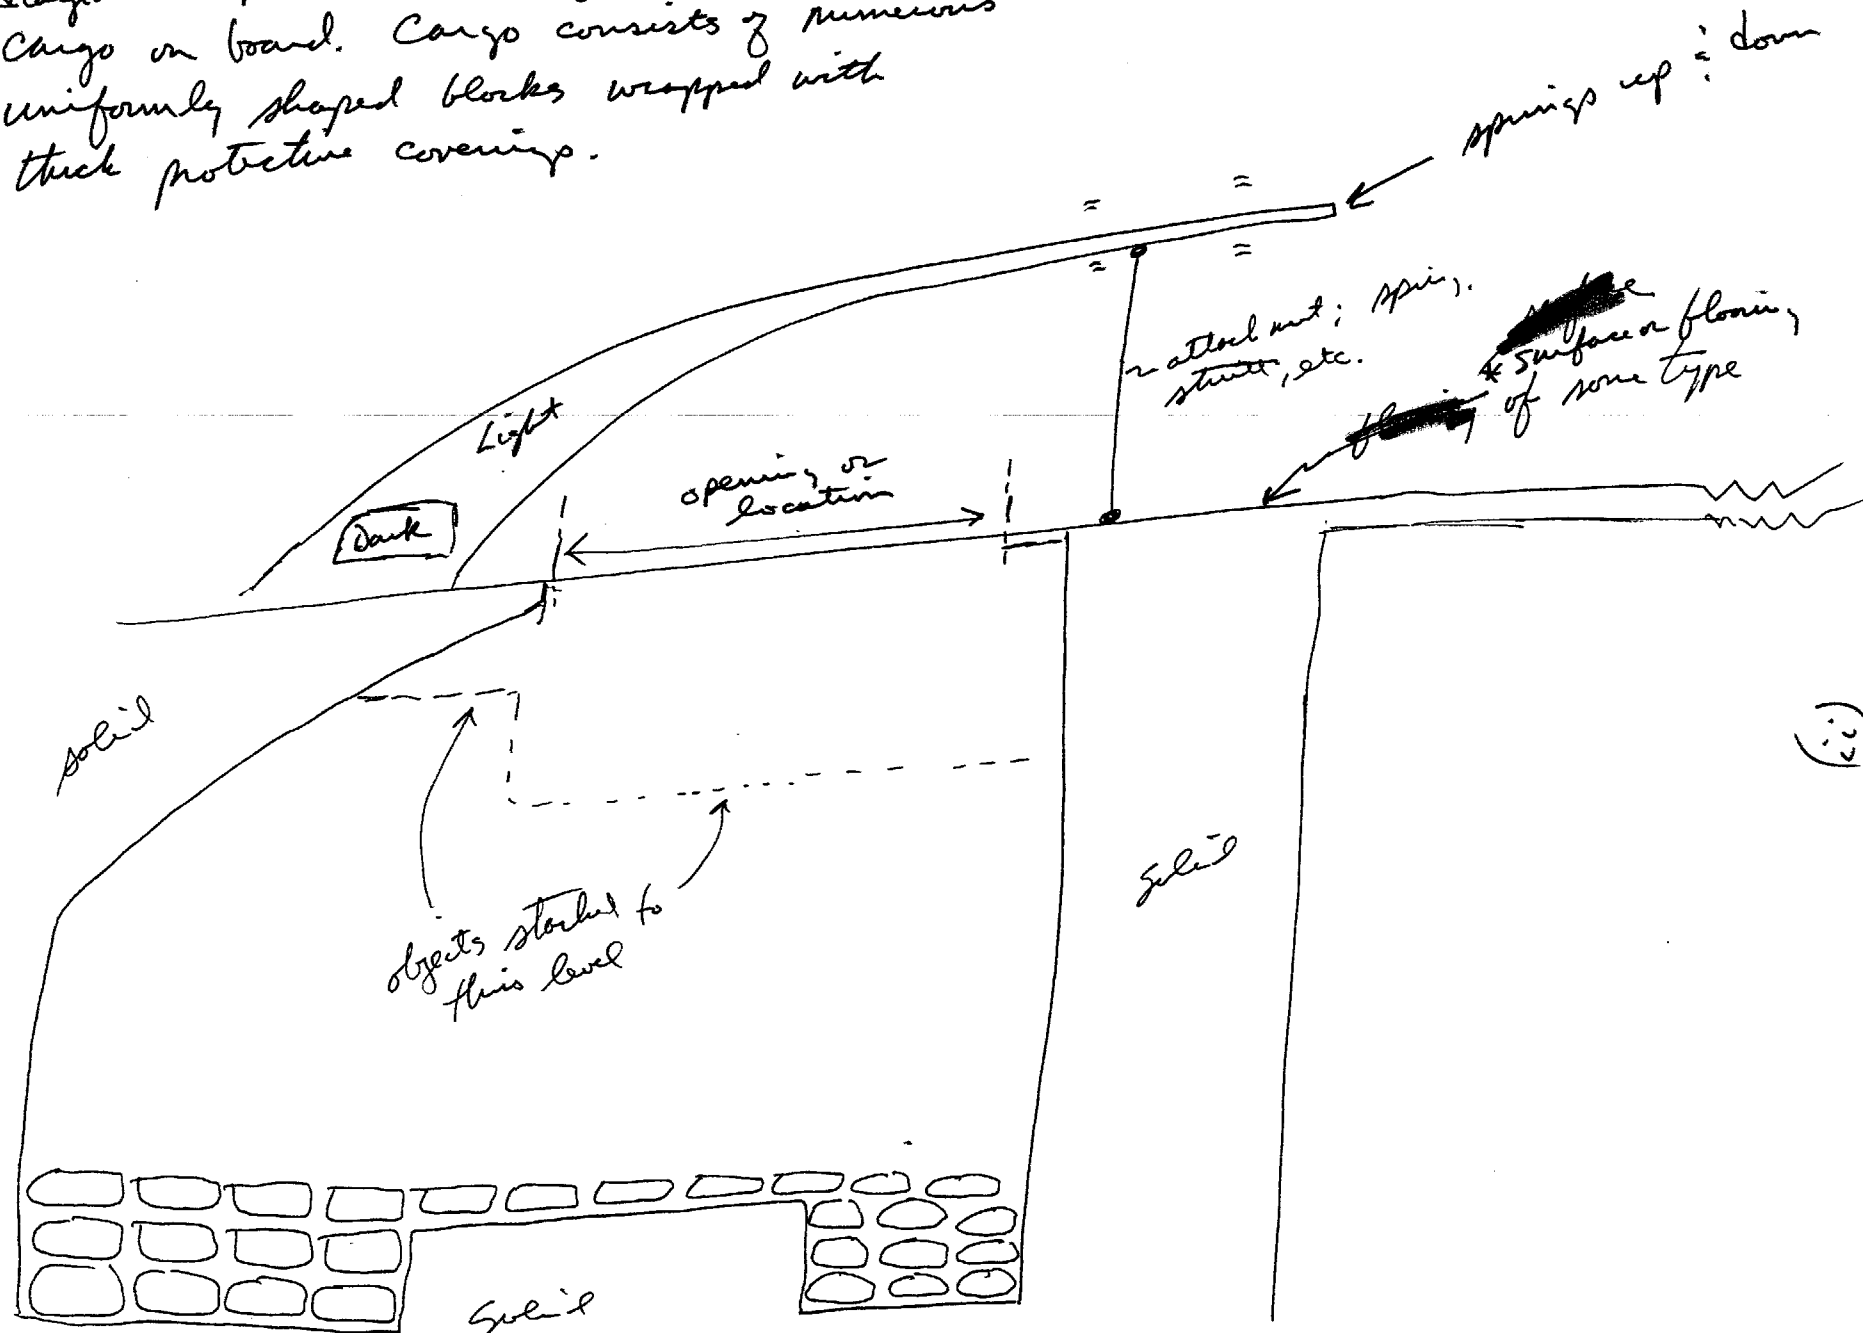 Cargo on board. Cargo consists of numerous
uniformly shaped blocks wrapped with
thick protective coverings.
springs up & down
attachment; spring,
strut, etc.
* surface or flooring
of some type
Light
opening or
location
Dark
solid
objects stacked to
this level
Solid
Solid